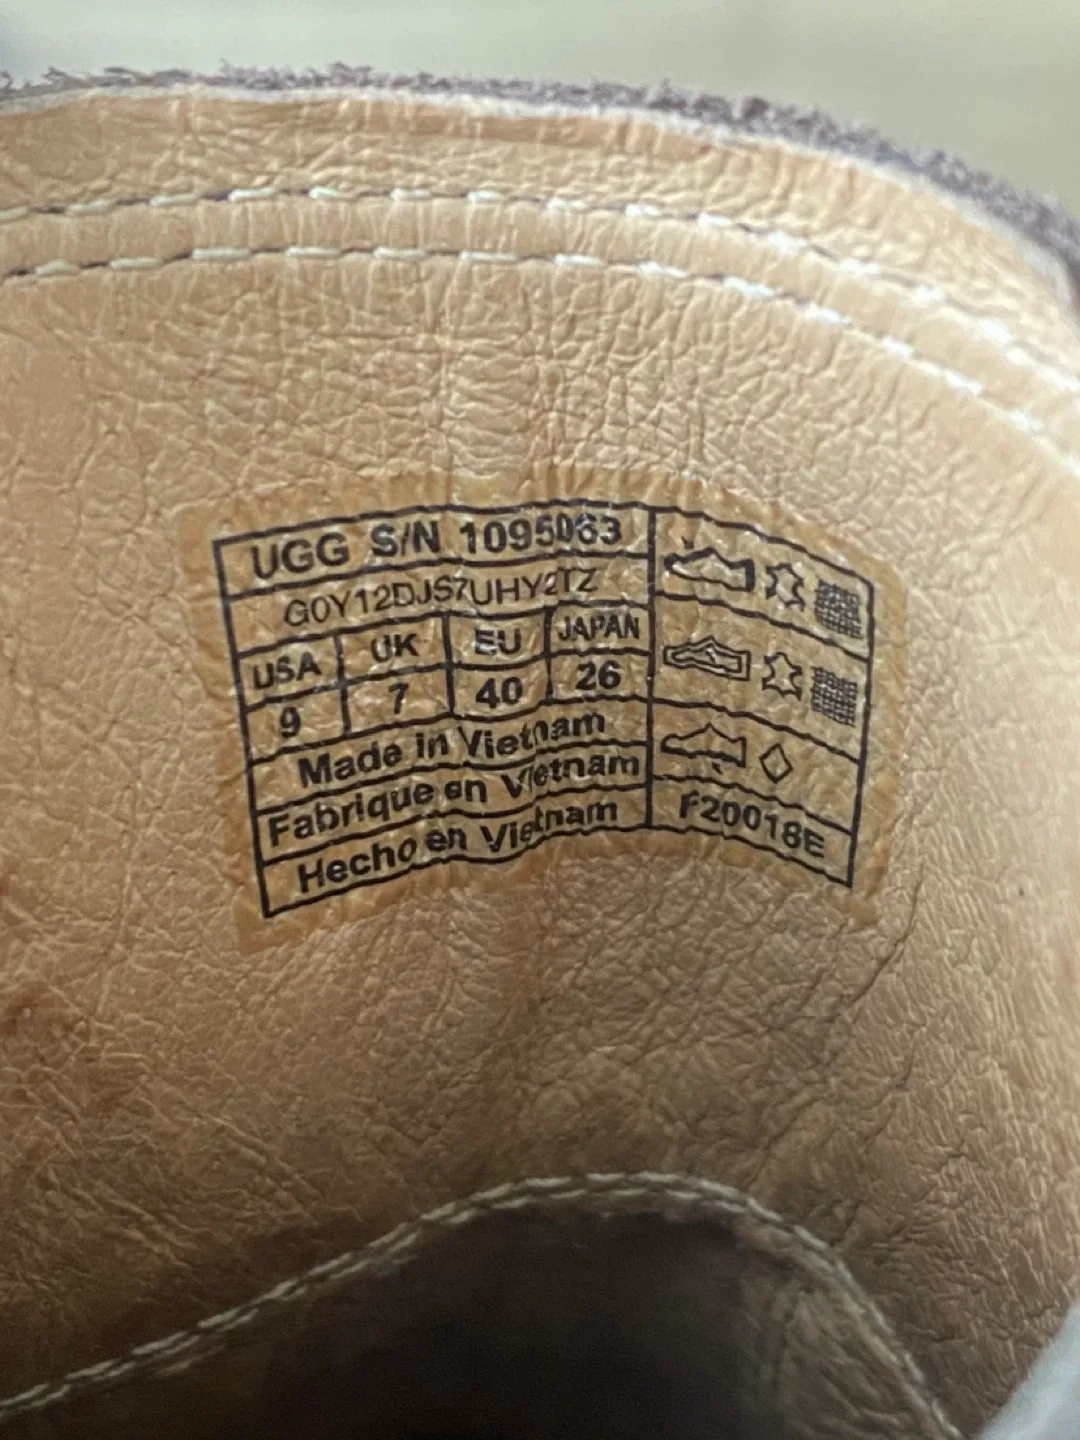 UGG S/N 1095063
G0Y12DJS7UHY2TZ
USA UK EU JAPAN
9 7 40 26
Made in Vietnam
Fabrique en Vietnam
Hecho en Vietnam
F20018E